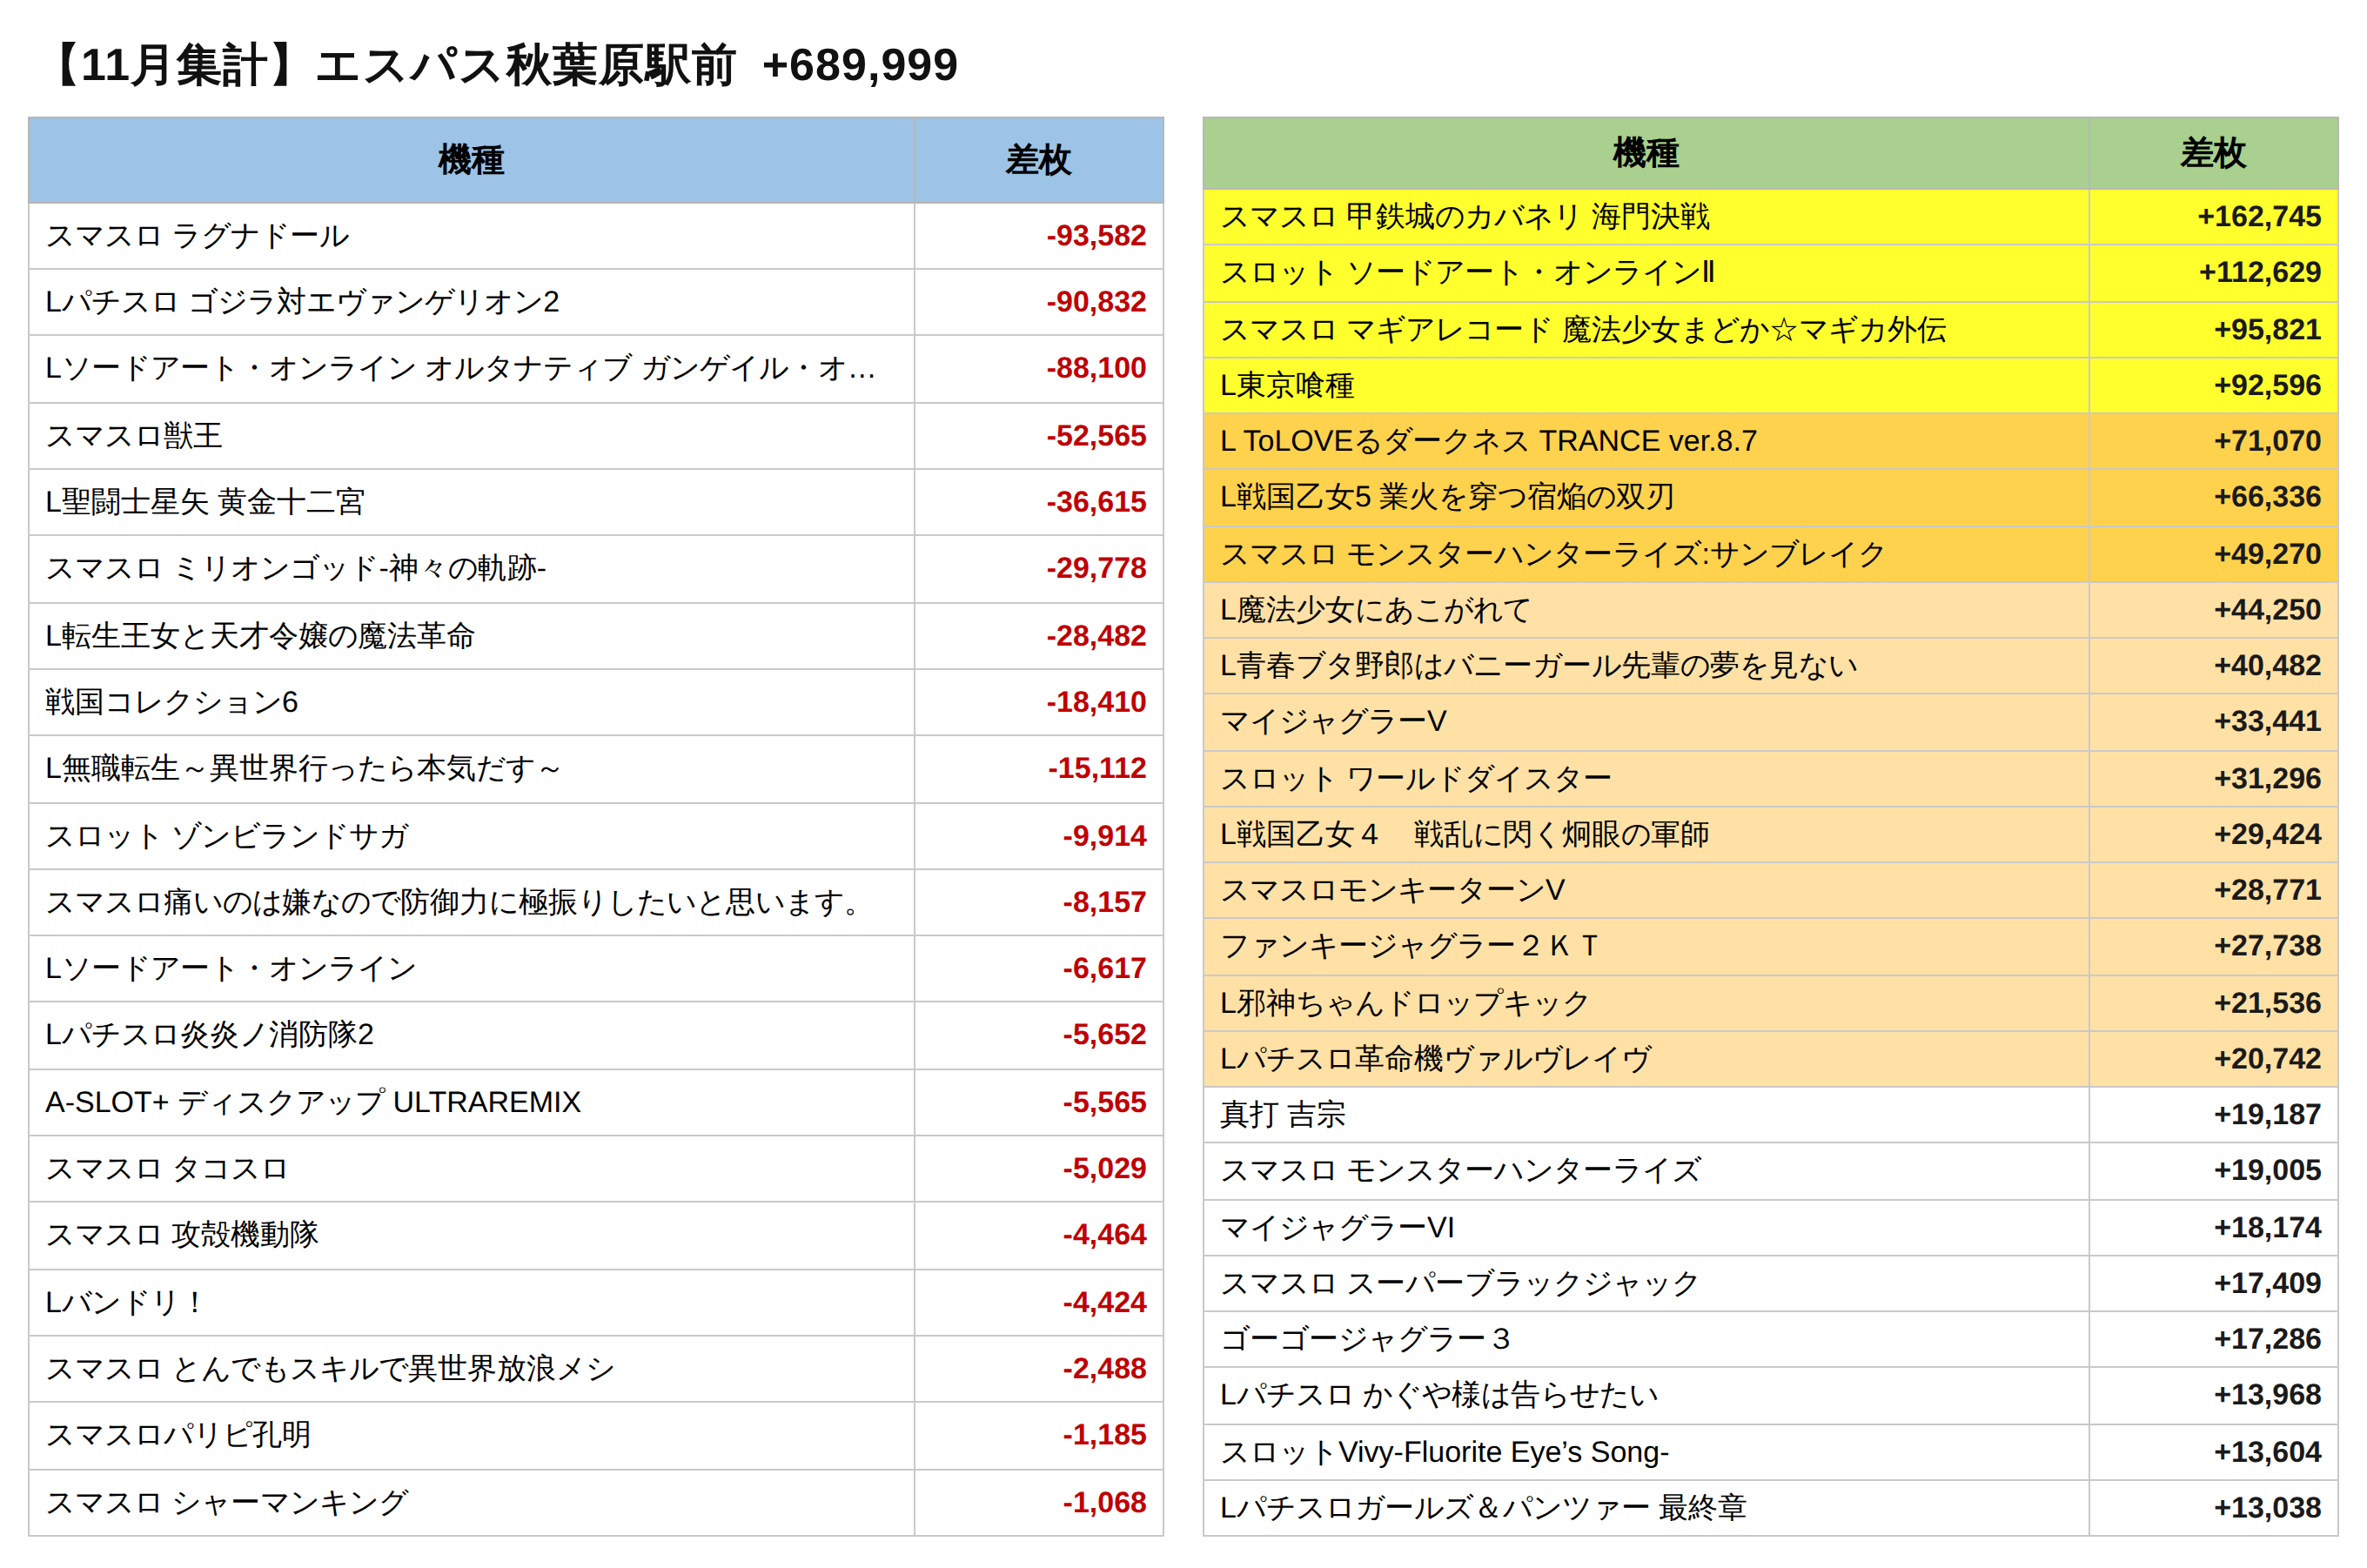 【11月集計】エスパス秋葉原駅前 +689,999
機種 差枚
スマスロ ラグナドール -93,582
Lパチスロ ゴジラ対エヴァンゲリオン2 -90,832
Lソードアート・オンライン オルタナティブ ガンゲイル・オ… -88,100
スマスロ獣王 -52,565
L聖闘士星矢 黄金十二宮 -36,615
スマスロ ミリオンゴッド-神々の軌跡- -29,778
L転生王女と天才令嬢の魔法革命 -28,482
戦国コレクション6 -18,410
L無職転生～異世界行ったら本気だす～ -15,112
スロット ゾンビランドサガ -9,914
スマスロ痛いのは嫌なので防御力に極振りしたいと思います。 -8,157
Lソードアート・オンライン -6,617
Lパチスロ炎炎ノ消防隊2 -5,652
A-SLOT+ ディスクアップ ULTRAREMIX -5,565
スマスロ タコスロ -5,029
スマスロ 攻殻機動隊 -4,464
Lバンドリ！ -4,424
スマスロ とんでもスキルで異世界放浪メシ -2,488
スマスロパリピ孔明 -1,185
スマスロ シャーマンキング -1,068
機種 差枚
スマスロ 甲鉄城のカバネリ 海門決戦 +162,745
スロット ソードアート・オンラインⅡ +112,629
スマスロ マギアレコード 魔法少女まどか☆マギカ外伝 +95,821
L東京喰種 +92,596
L ToLOVEるダークネス TRANCE ver.8.7 +71,070
L戦国乙女5 業火を穿つ宿焔の双刃 +66,336
スマスロ モンスターハンターライズ:サンブレイク +49,270
L魔法少女にあこがれて +44,250
L青春ブタ野郎はバニーガール先輩の夢を見ない +40,482
マイジャグラーV +33,441
スロット ワールドダイスター +31,296
L戦国乙女４　戦乱に閃く炯眼の軍師 +29,424
スマスロモンキーターンV +28,771
ファンキージャグラー２ＫＴ +27,738
L邪神ちゃんドロップキック +21,536
Lパチスロ革命機ヴァルヴレイヴ +20,742
真打 吉宗 +19,187
スマスロ モンスターハンターライズ +19,005
マイジャグラーVI +18,174
スマスロ スーパーブラックジャック +17,409
ゴーゴージャグラー３ +17,286
Lパチスロ かぐや様は告らせたい +13,968
スロットVivy-Fluorite Eye’s Song- +13,604
Lパチスロガールズ＆パンツァー 最終章 +13,038